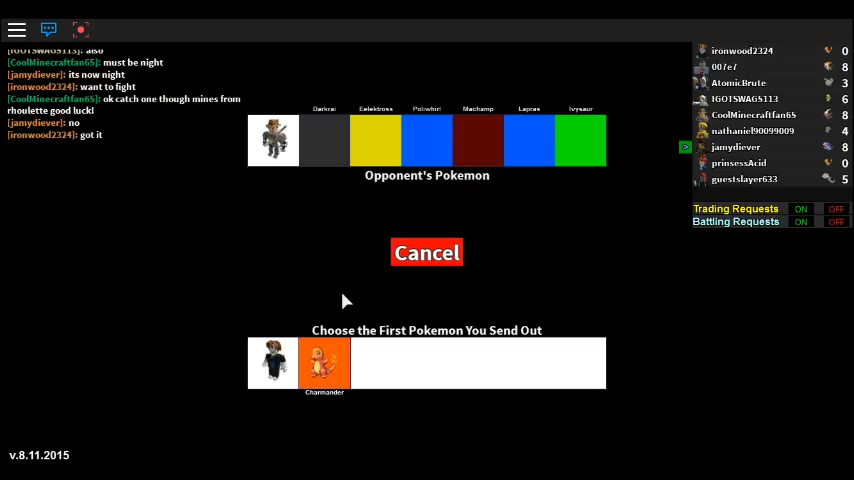 [IGOTSWAG5113]: also
[CoolMinecraftfan65]: must be night
[jamydiever]: its now night
[ironwood2324]: want to fight
[CoolMinecraftfan65]: ok catch one though mines from
rhoulette good luck!
[jamydiever]: no
[ironwood2324]: got it
Darkrai Eelektross Poliwhirl Machamp Lapras Ivysaur
Opponent's Pokemon
Cancel
Choose the First Pokemon You Send Out
Charmander
ironwood2324 0
007e7 8
AtomicBrute 3
IGOTSWAG5113 6
CoolMinecraftfan65 8
nathaniel90099009 4
jamydiever 8
prinsessAcid 0
guestslayer633 5
>
Trading Requests ON OFF
Battling Requests ON OFF
v.8.11.2015